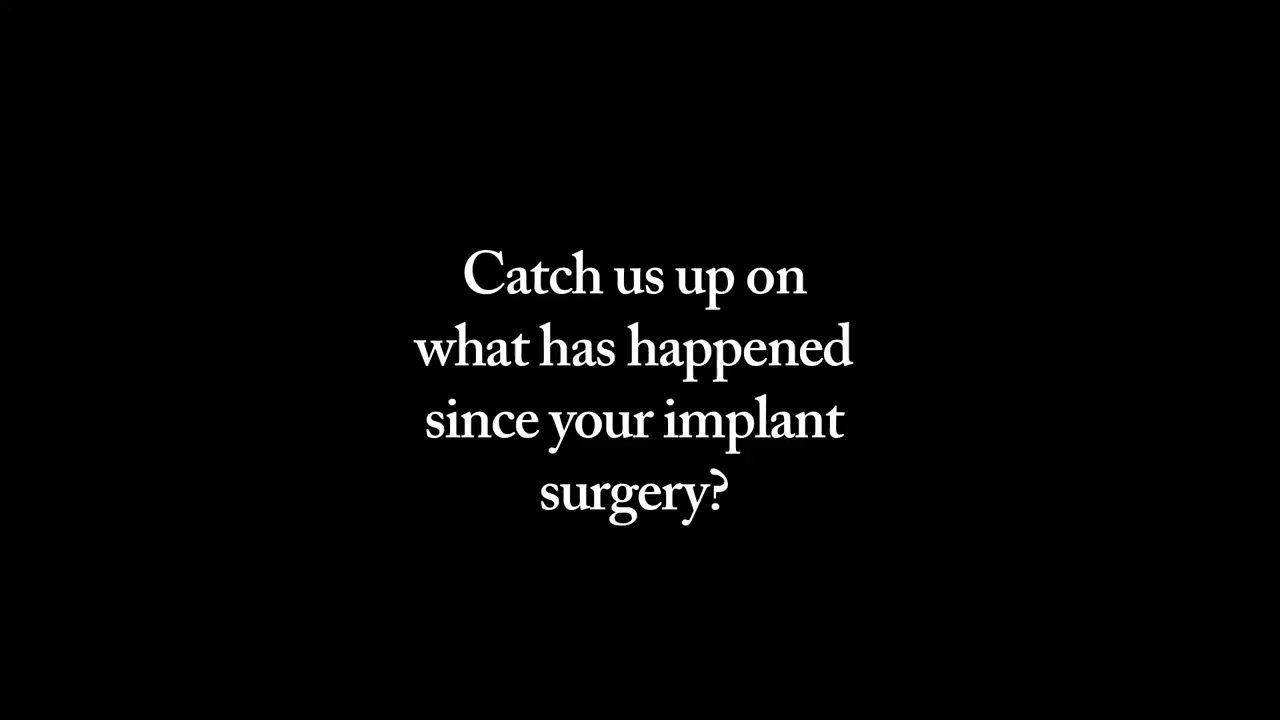 Catch us up on
what has happened
since your implant
surgery?